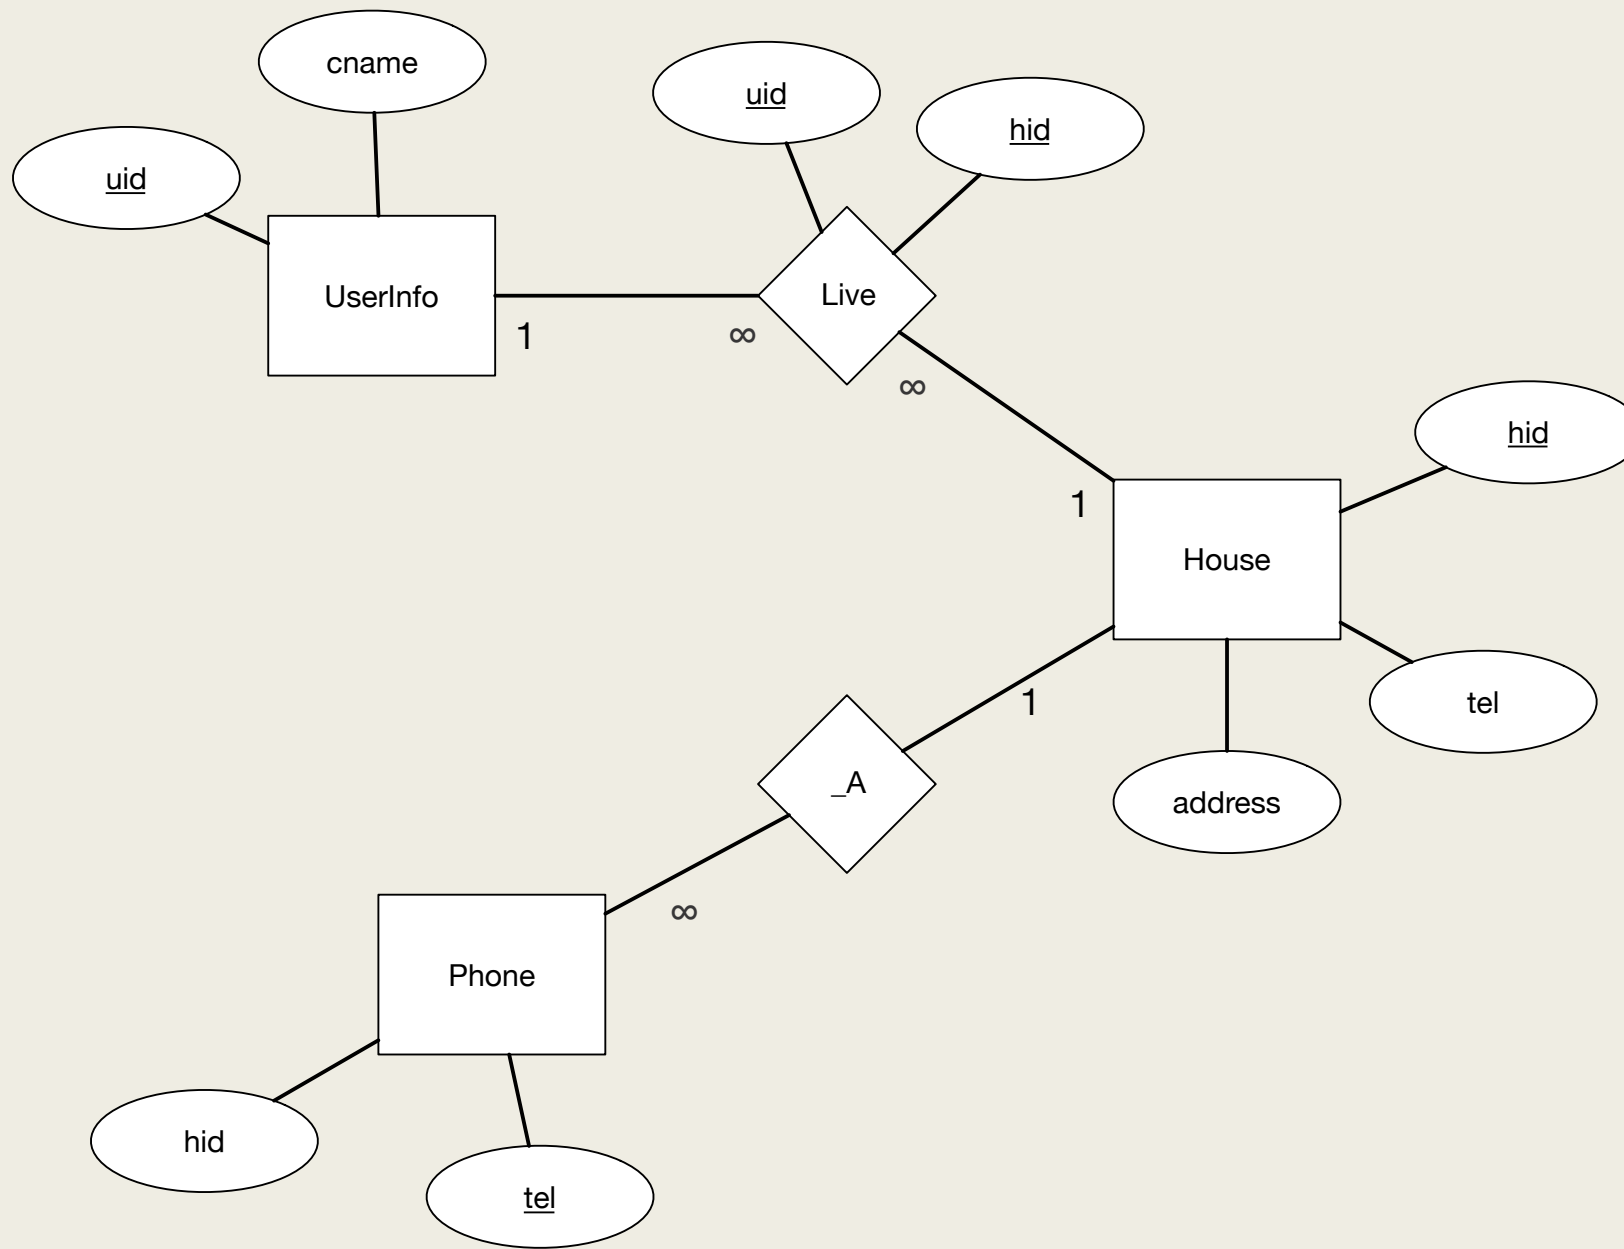 cname
uid
uid
hid
UserInfo
Live
1
∞
∞
hid
1
House
1
tel
_A
address
∞
Phone
hid
tel